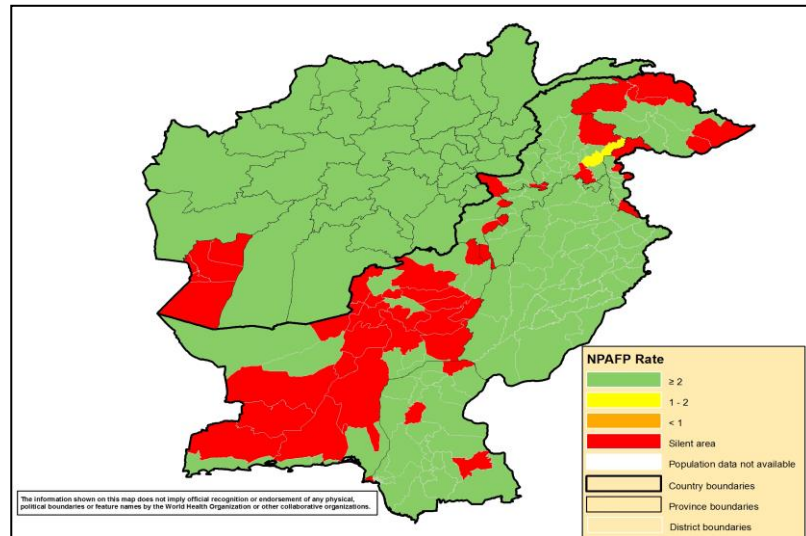 NPAFP Rate
≥ 2
1 - 2
< 1
Silent area
Population data not available
Country boundaries
Province boundaries
District boundaries
The information shown on this map does not imply official recognition or endorsement of any physical,
political boundaries or feature names by the World Health Organization or other collaborative organizations.